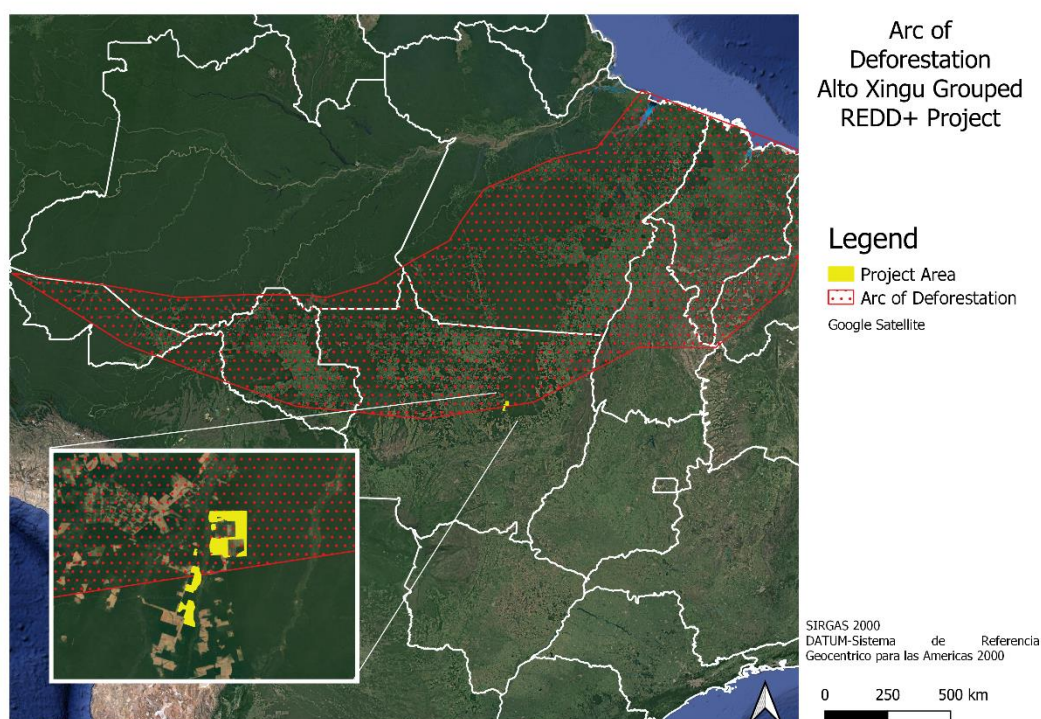 Arc of
Deforestation
Alto Xingu Grouped
REDD+ Project
Legend
Project Area
Arc of Deforestation
Google Satellite
SIRGAS 2000
DATUM-Sistema de Referencia
Geocentrico para las Americas 2000
0 250 500 km